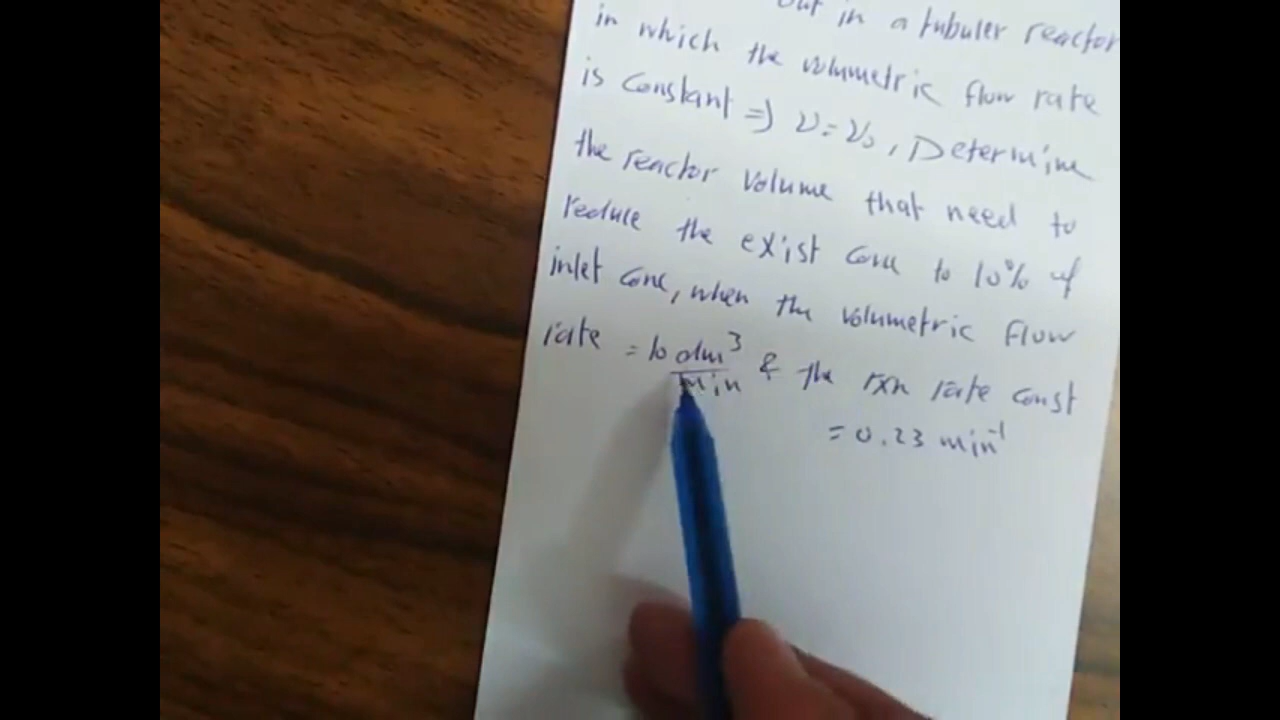 out in a tubuler reactor
in which the volumetric flow rate
is constant => ν = ν₀, Determine
the reactor volume that need to
reduce the exist conc to 10% of
inlet conc, when the volumetric flow
rate = 10 dm³/min & the rxn rate const
= 0.23 min⁻¹